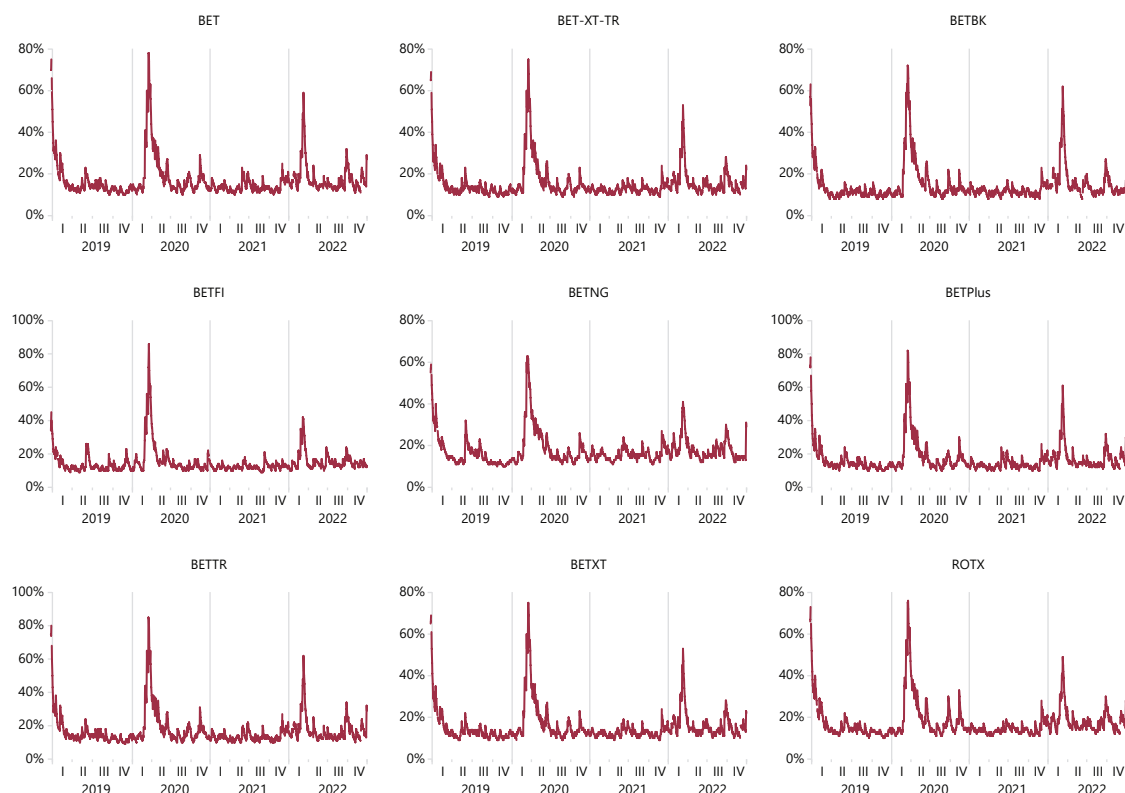 BET BET-XT-TR BETBK
80% 80% 80%
60% 60% 60%
40% 40% 40%
20% 20% 20%
0% 0% 0%
I II III IV I II III IV I II III IV I II III IV I II III IV I II III IV I II III IV I II III IV I II III IV I II III IV I II III IV I II III IV
2019 2020 2021 2022 2019 2020 2021 2022 2019 2020 2021 2022
BETFI BETNG BETPlus
100% 80% 100%
80% 60% 80%
60% 40% 60%
40% 20% 40%
20% 0% 20%
0% 0%
I II III IV I II III IV I II III IV I II III IV I II III IV I II III IV I II III IV I II III IV I II III IV I II III IV I II III IV I II III IV
2019 2020 2021 2022 2019 2020 2021 2022 2019 2020 2021 2022
BETTR BETXT ROTX
100% 80% 80%
80% 60% 60%
60% 40% 40%
40% 20% 20%
20% 0% 0%
0%
I II III IV I II III IV I II III IV I II III IV I II III IV I II III IV I II III IV I II III IV I II III IV I II III IV I II III IV I II III IV
2019 2020 2021 2022 2019 2020 2021 2022 2019 2020 2021 2022